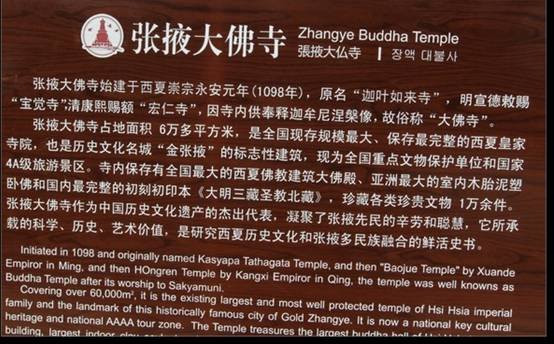 张掖大佛寺
Zhangye Buddha Temple
張掖大仏寺 장액 대불사
张掖大佛寺始建于西夏崇宗永安元年(1098年)，原名“迦叶如来寺”，明宣德敕赐
“宝觉寺”清康熙赐额“宏仁寺”，因寺内供奉释迦牟尼涅槃像，故俗称“大佛寺”。
张掖大佛寺占地面积 6万多平方米，是全国现存规模最大、保存最完整的西夏皇家
寺院，也是历史文化名城“金张掖”的标志性建筑，现为全国重点文物保护单位和国家
4A级旅游景区。寺内保存有全国最大的西夏佛教建筑大佛殿、亚洲最大的室内木胎泥塑
卧佛和国内最完整的初刻初印本《大明三藏圣教北藏》，珍藏各类珍贵文物 1万余件。
张掖大佛寺作为中国历史文化遗产的杰出代表，凝聚了张掖先民的辛劳和聪慧，它所承
载的科学、历史、艺术价值，是研究西夏历史文化和张掖多民族融合的鲜活史书。
Initiated in 1098 and originally named Kasyapa Tathagata Temple, and then "Baojue Temple" by Xuande
Empiror in Ming, and then HOngren Temple by Kangxi Empiror in Qing, the temple was well knowns as
Buddha Temple after its worship to Sakyamuni.
Covering over 60,000m², it is the existing largest and most well protected temple of Hsi Hsia imperial
family and the landmark of this historically famous city of Gold Zhangye. It is now a national key cultural
heritage and national AAAA tour zone. The Temple treasures the largest buddha hall of Hsi
building, largest indoor clay